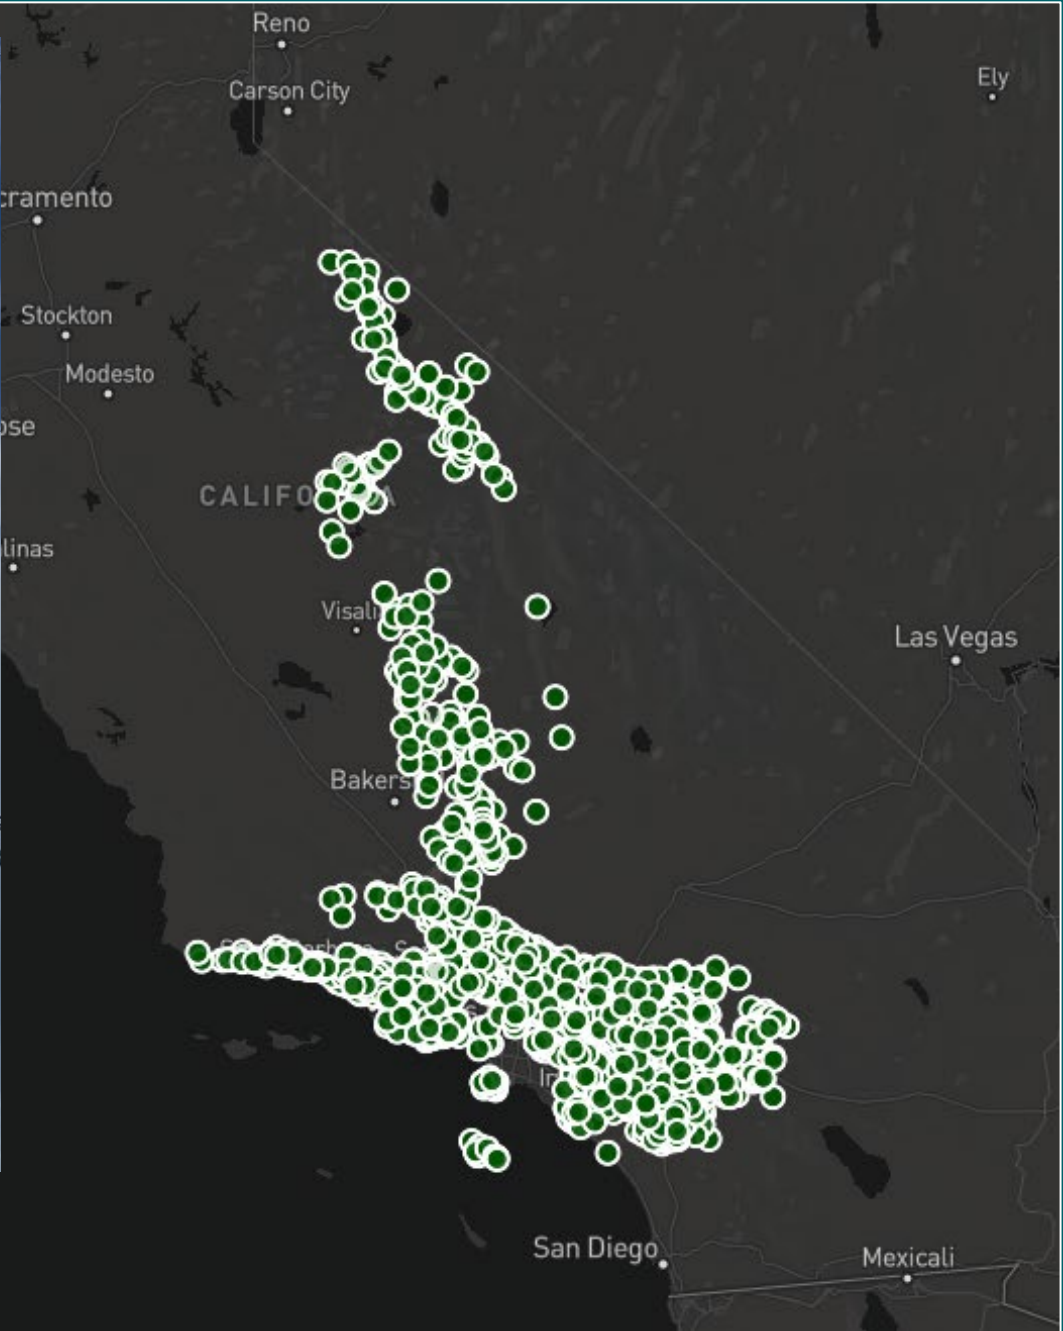 Reno
Carson City
Ely
cramento
Stockton
Modesto
ose
CALIFO A
linas
Visali
Las Vegas
Bakers
San Diego
Mexicali